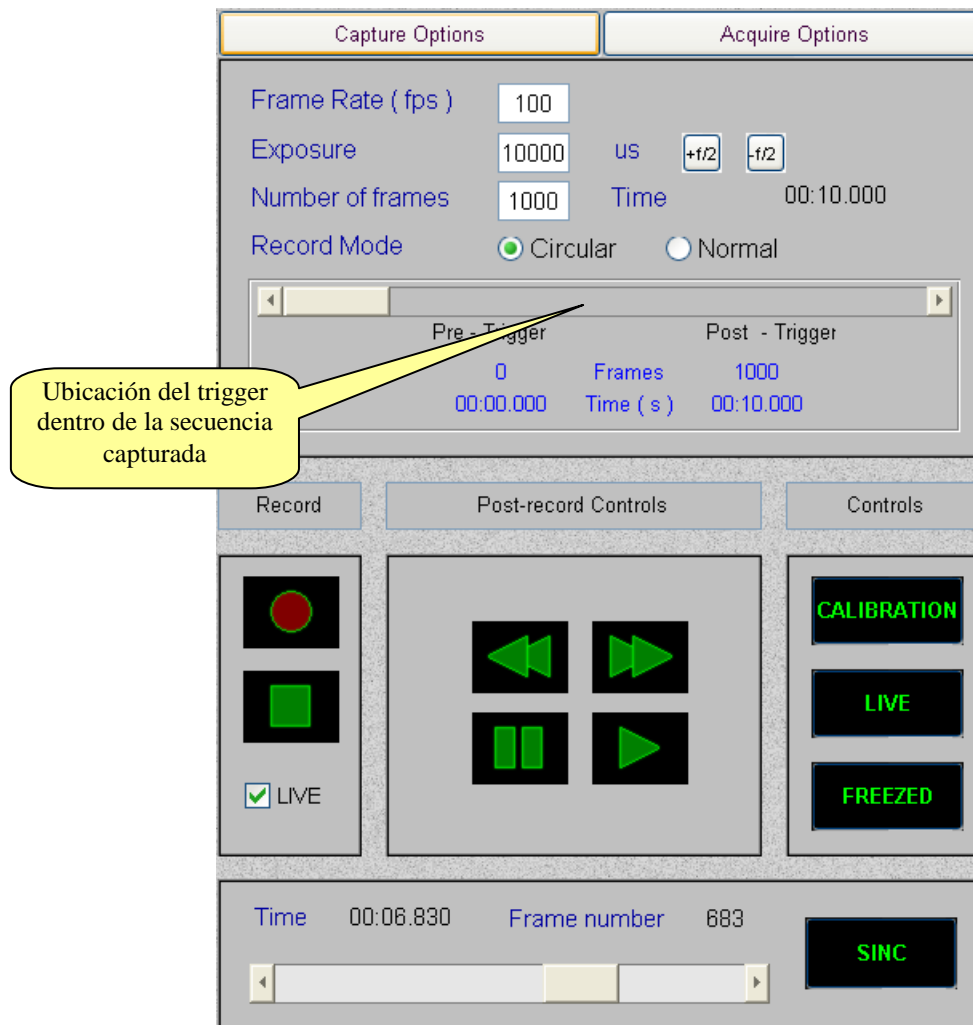 Capture Options Acquire Options
Frame Rate ( fps ) 100
Exposure 10000 us +f/2 -f/2
Number of frames 1000 Time 00:10.000
Record Mode Circular Normal
Pre - Trigger Post - Trigger
0 Frames 1000
00:00.000 Time ( s ) 00:10.000
Ubicación del trigger
dentro de la secuencia
capturada
Record Post-record Controls Controls
CALIBRATION
LIVE
LIVE
FREEZED
Time 00:06.830 Frame number 683
SINC